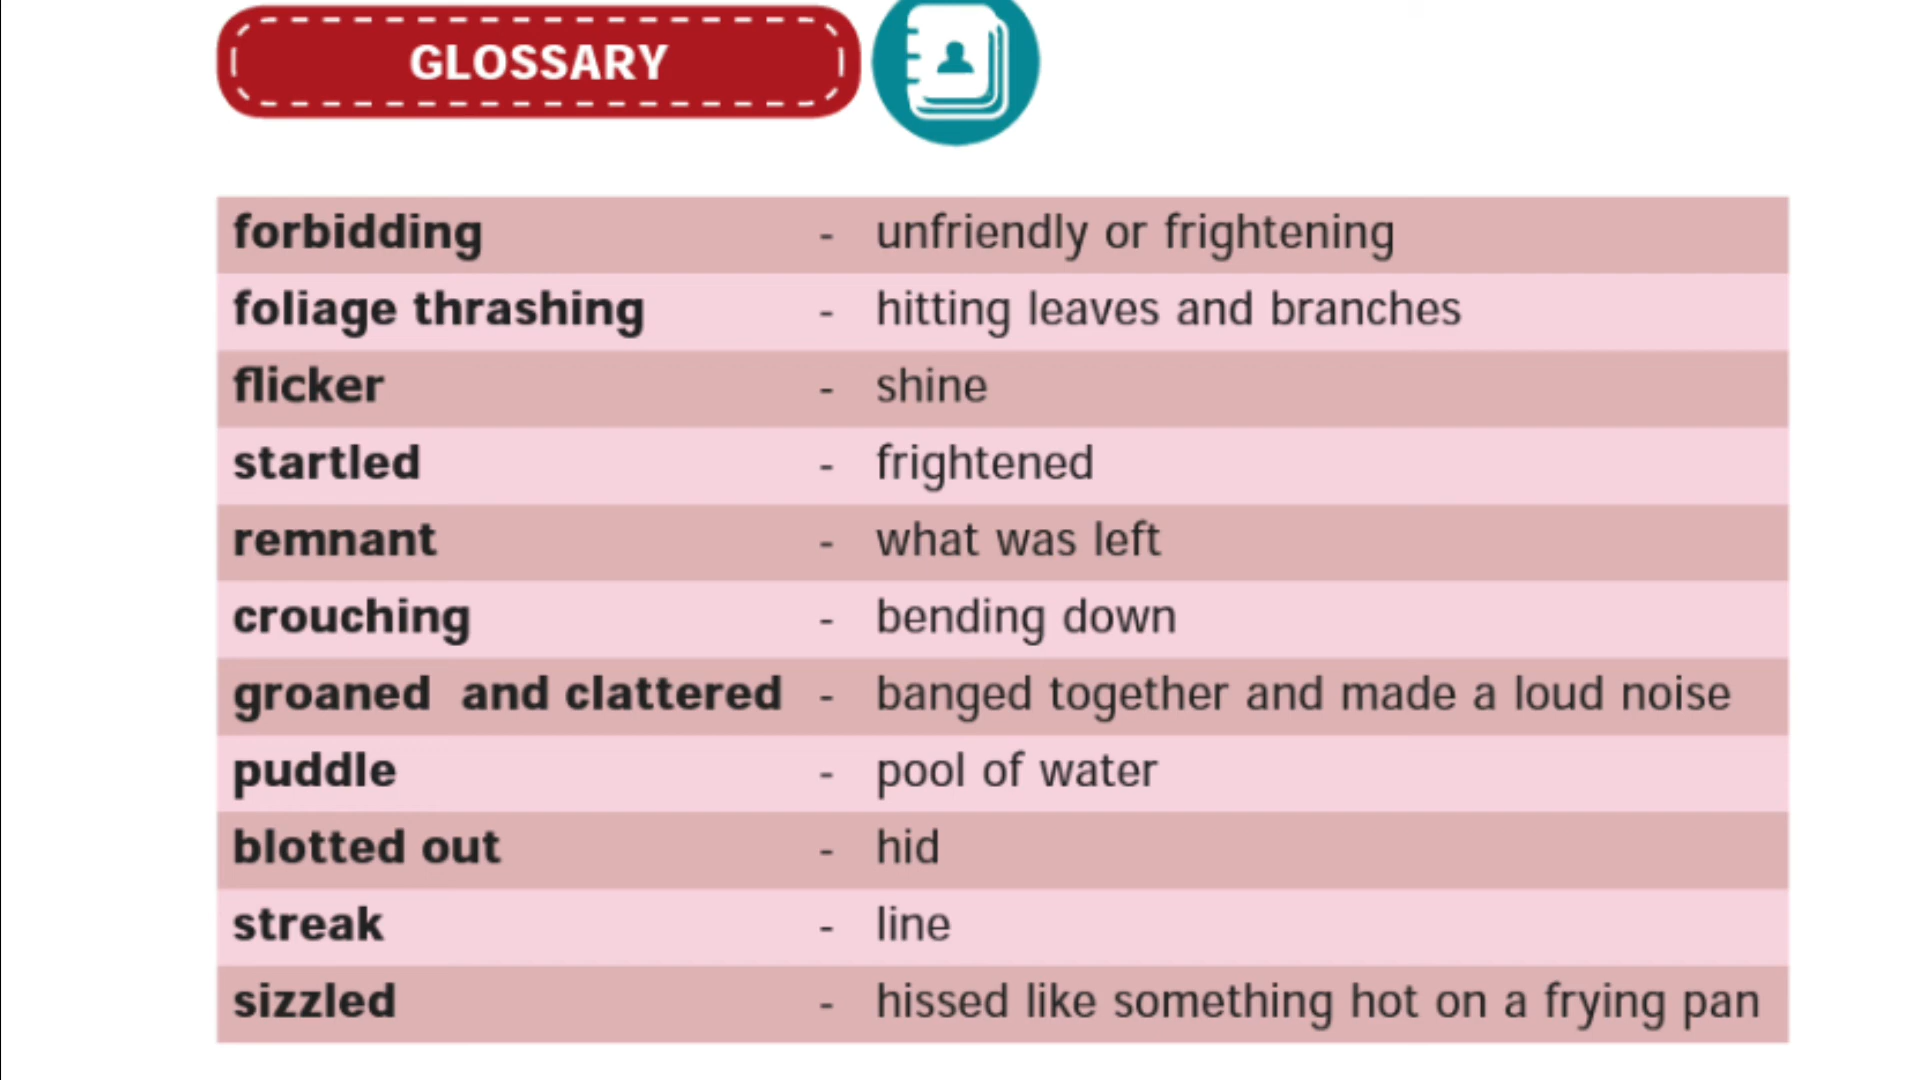 GLOSSARY
forbidding - unfriendly or frightening
foliage thrashing - hitting leaves and branches
flicker - shine
startled - frightened
remnant - what was left
crouching - bending down
groaned and clattered - banged together and made a loud noise
puddle - pool of water
blotted out - hid
streak - line
sizzled - hissed like something hot on a frying pan